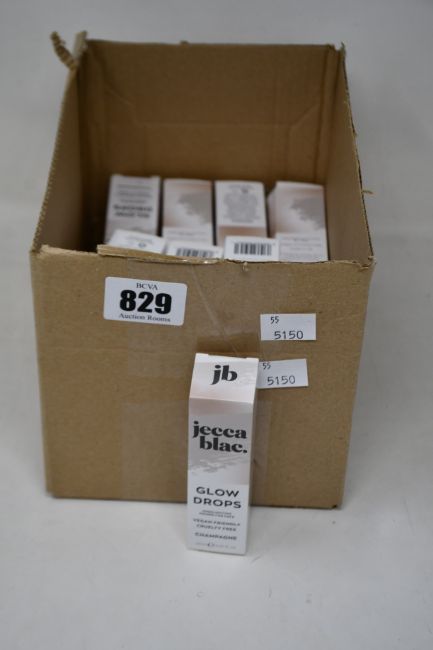 BCVA
829
Auction Rooms
55
5150
55
5150
jb
jecca
blac.
GLOW
DROPS
VEGAN FRIENDLY
CRUELTY FREE
CHAMPAGNE